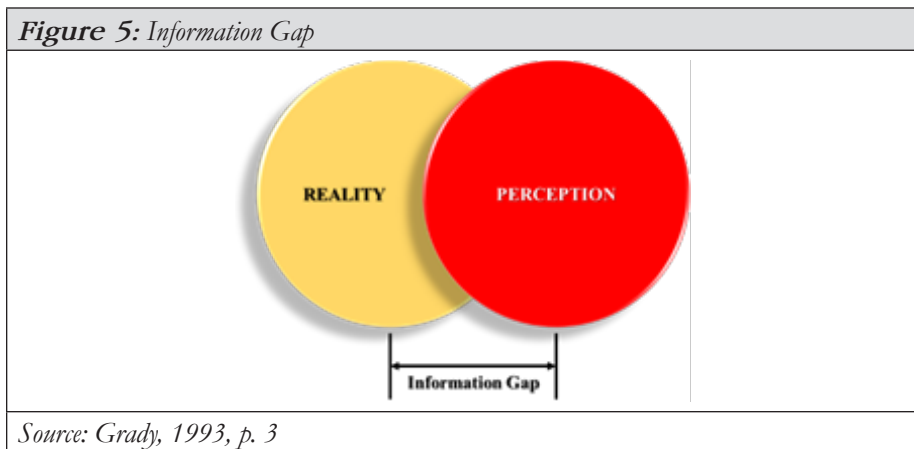 Figure 5: Information Gap
REALITY
PERCEPTION
Information Gap
Source: Grady, 1993, p. 3